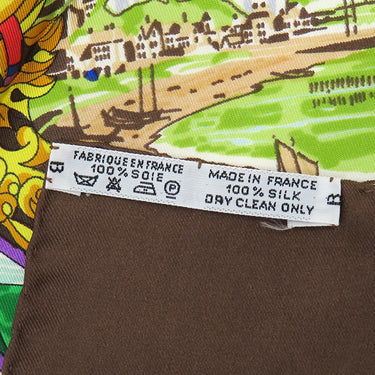 B
FABRIQUE EN FRANCE
100% SOIE
P
MADE IN FRANCE
100% SILK
DRY CLEAN ONLY
B